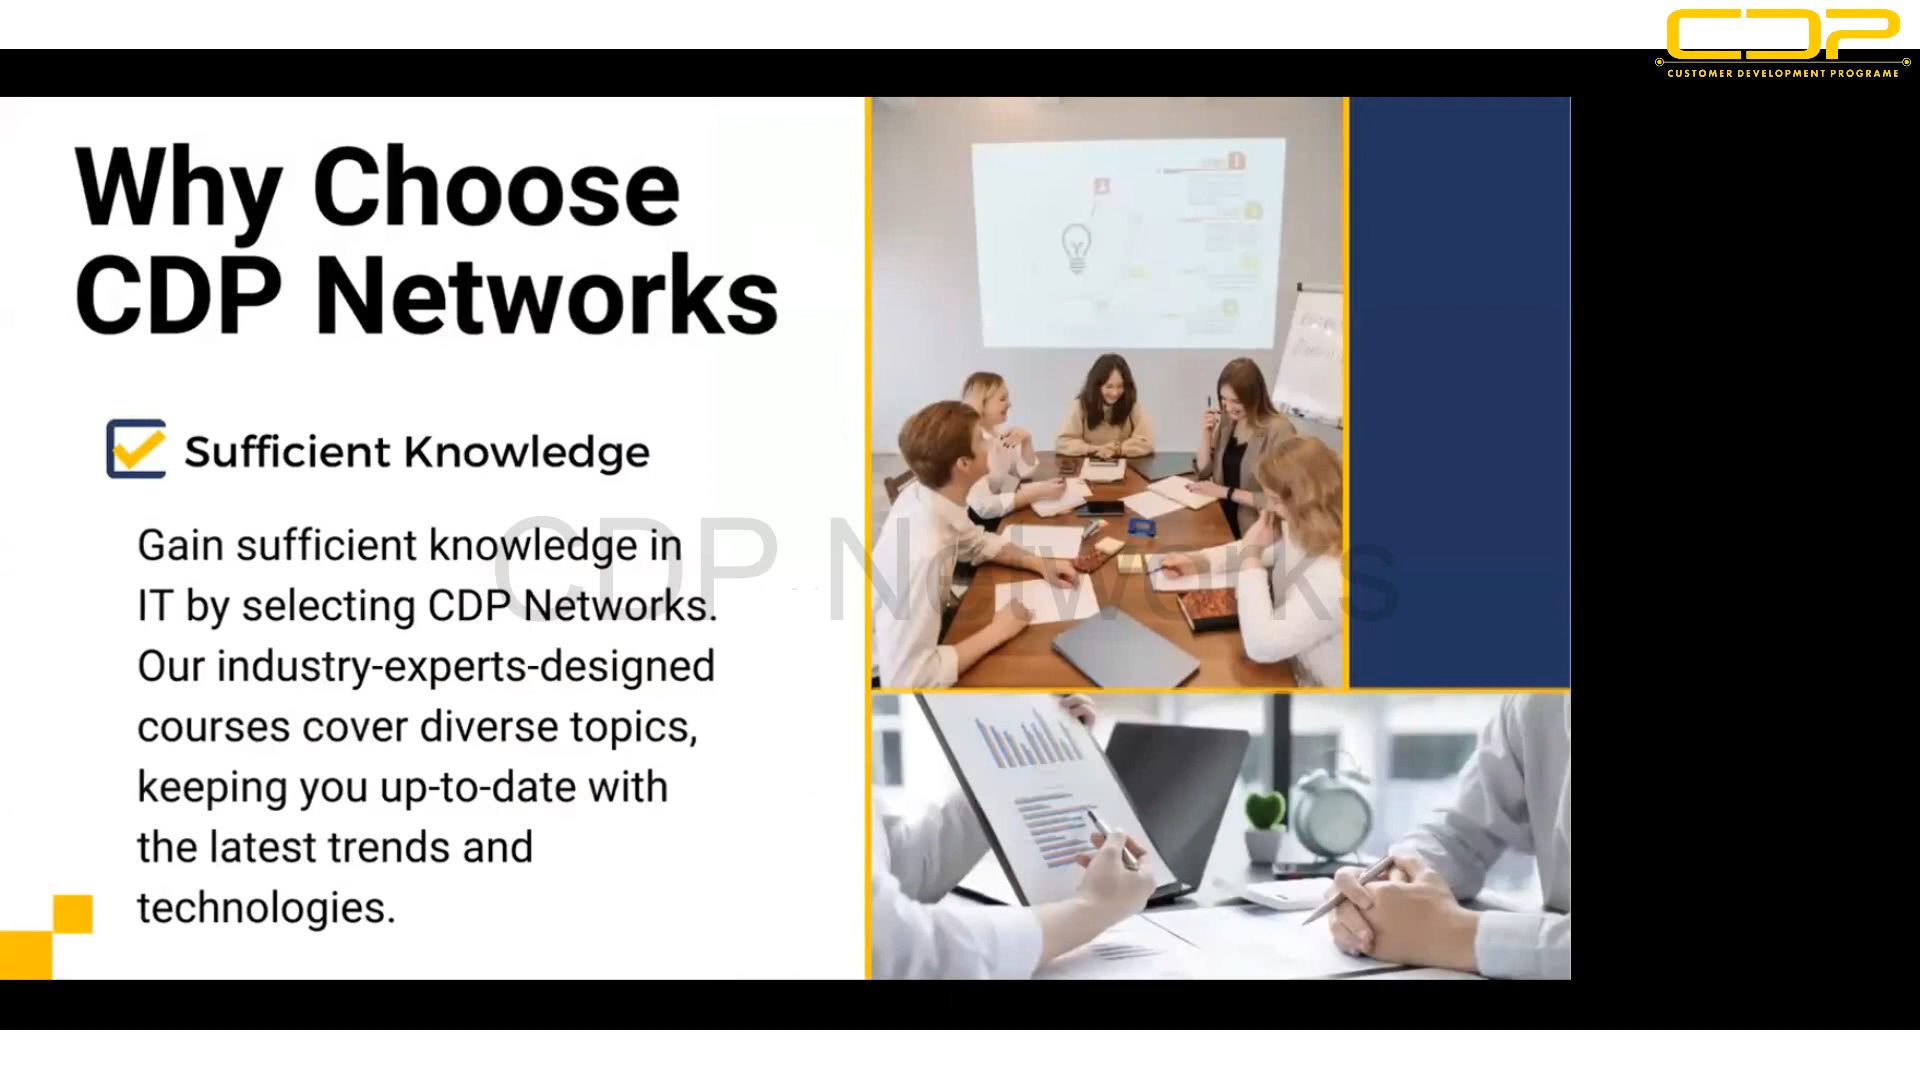 CDP
CUSTOMER DEVELOPMENT PROGRAME
Why Choose
CDP Networks
Sufficient Knowledge
Gain sufficient knowledge in
IT by selecting CDP Networks.
Our industry-experts-designed
courses cover diverse topics,
keeping you up-to-date with
the latest trends and
technologies.
CDP Networks